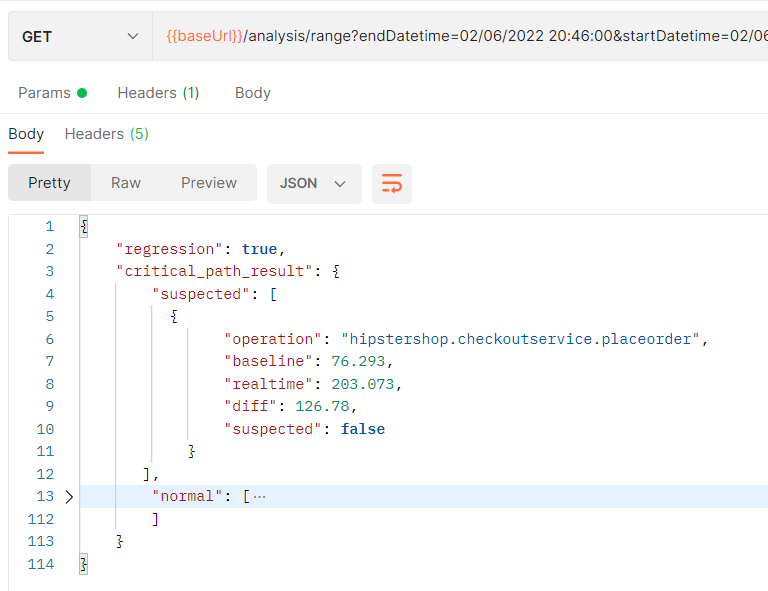 GET {{baseUrl}}/analysis/range?endDatetime=02/06/2022 20:46:00&startDatetime=02/06
Params Headers (1) Body
Body Headers (5)
Pretty Raw Preview JSON
1 {
2 "regression": true,
3 "critical_path_result": {
4 "suspected": [
5 {
6 "operation": "hipstershop.checkoutservice.placeorder",
7 "baseline": 76.293,
8 "realtime": 203.073,
9 "diff": 126.78,
10 "suspected": false
11 }
12 ],
13 "normal": [···
112 ]
113 }
114 }